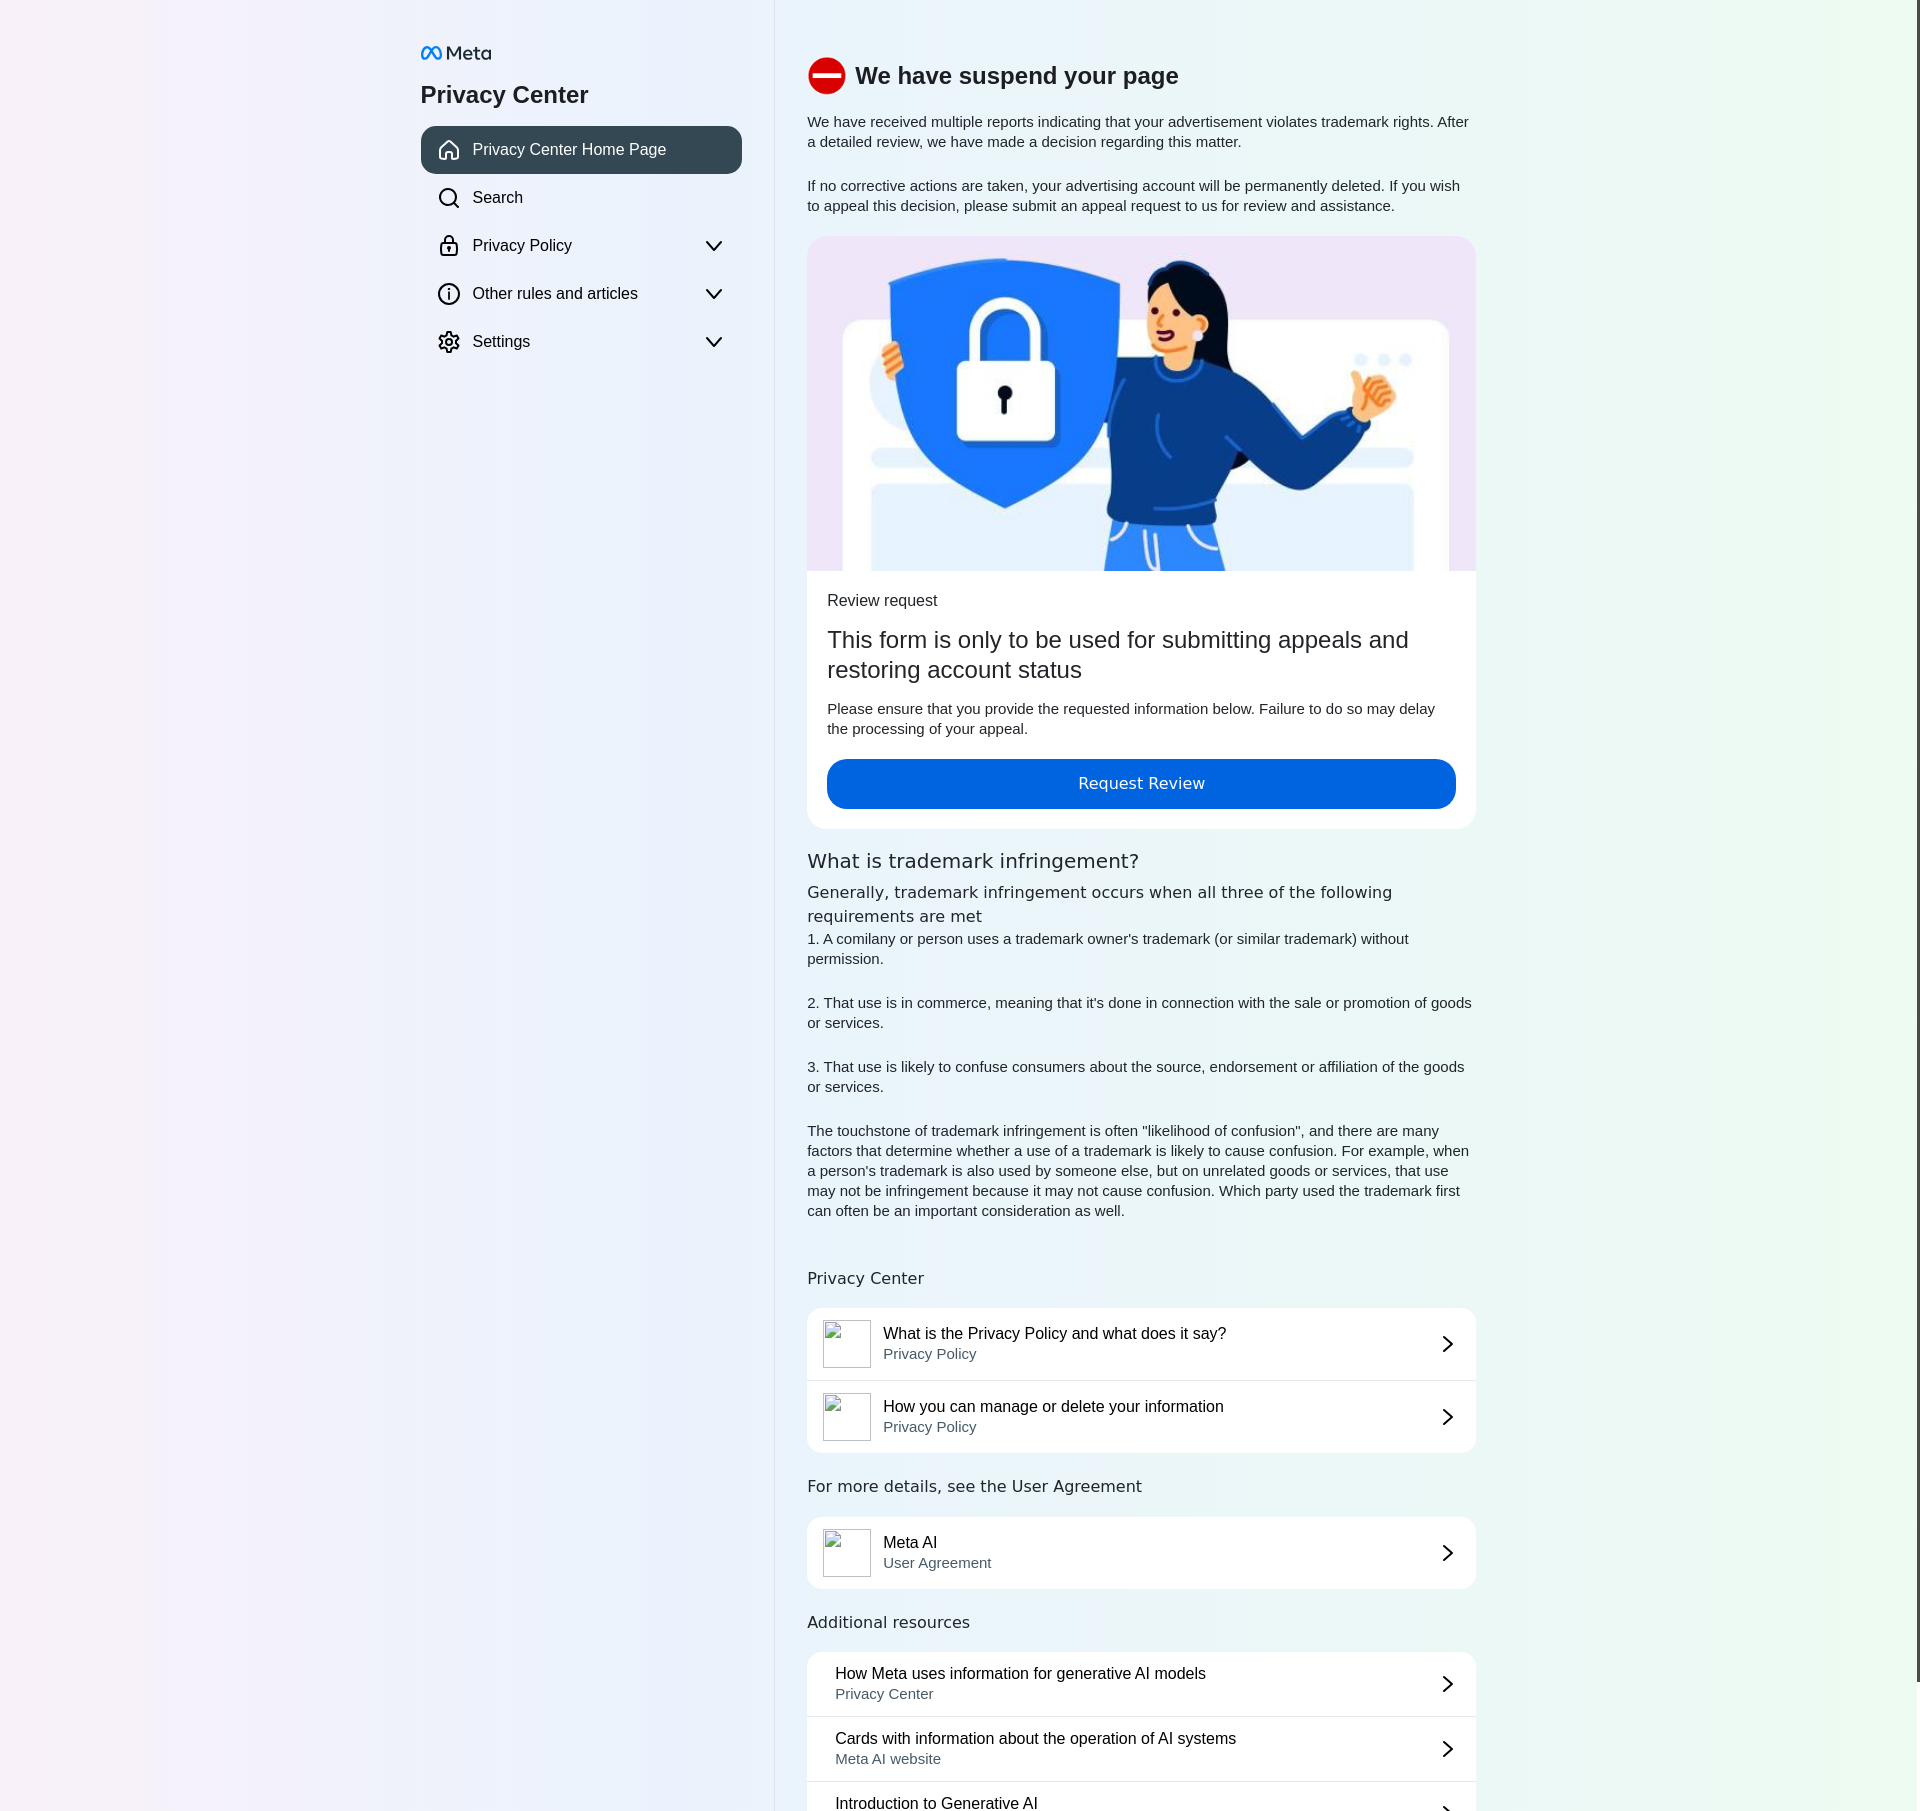 Meta
Privacy Center
Privacy Center Home Page
Search
Privacy Policy
Other rules and articles
Settings
We have suspend your page
We have received multiple reports indicating that your advertisement violates trademark rights. After
a detailed review, we have made a decision regarding this matter.
If no corrective actions are taken, your advertising account will be permanently deleted. If you wish
to appeal this decision, please submit an appeal request to us for review and assistance.
Review request
This form is only to be used for submitting appeals and
restoring account status
Please ensure that you provide the requested information below. Failure to do so may delay
the processing of your appeal.
Request Review
What is trademark infringement?
Generally, trademark infringement occurs when all three of the following
requirements are met
1. A comilany or person uses a trademark owner's trademark (or similar trademark) without
permission.
2. That use is in commerce, meaning that it's done in connection with the sale or promotion of goods
or services.
3. That use is likely to confuse consumers about the source, endorsement or affiliation of the goods
or services.
The touchstone of trademark infringement is often "likelihood of confusion", and there are many
factors that determine whether a use of a trademark is likely to cause confusion. For example, when
a person's trademark is also used by someone else, but on unrelated goods or services, that use
may not be infringement because it may not cause confusion. Which party used the trademark first
can often be an important consideration as well.
Privacy Center
What is the Privacy Policy and what does it say?
Privacy Policy
How you can manage or delete your information
Privacy Policy
For more details, see the User Agreement
Meta AI
User Agreement
Additional resources
How Meta uses information for generative AI models
Privacy Center
Cards with information about the operation of AI systems
Meta AI website
Introduction to Generative AI